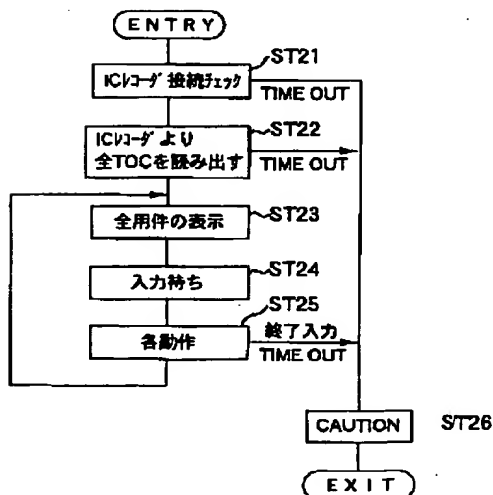 ENTRY
ST21
ICレコーダ接続チェック
TIME OUT
ST22
ICレコーダより
全TOCを読み出す
TIME OUT
全用件の表示
ST23
入力待ち
ST24
ST25
各動作
終了入力
TIME OUT
CAUTION
ST26
EXIT